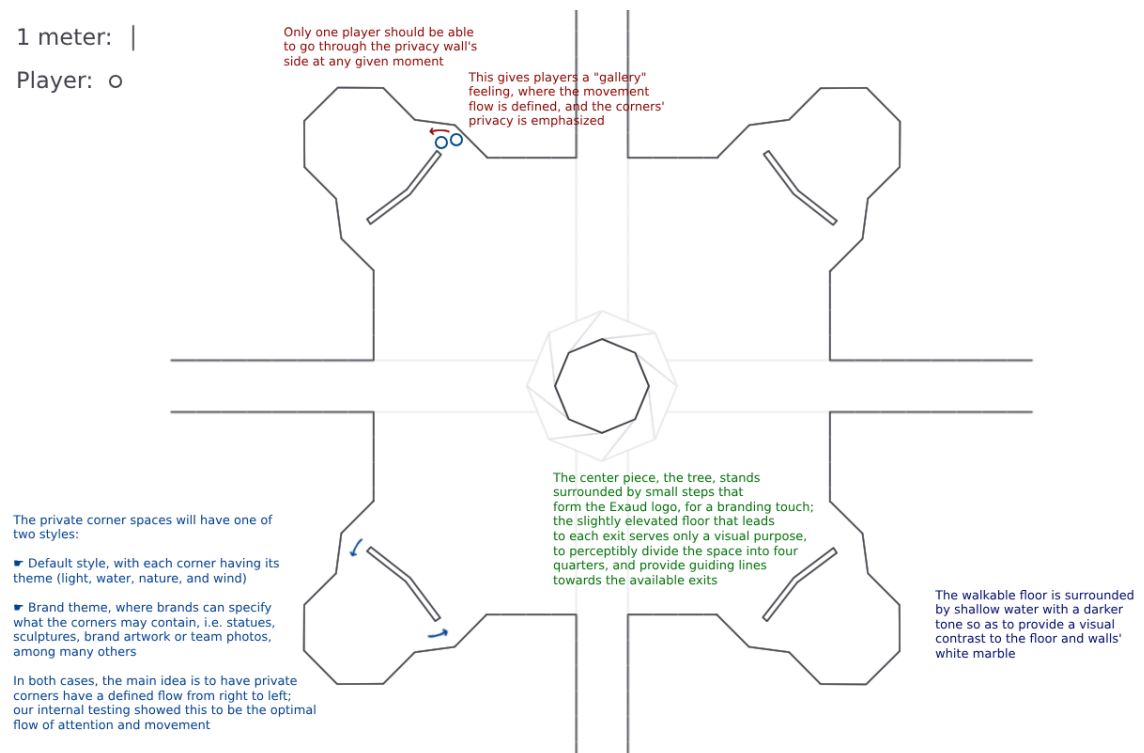 1 meter:
Player:
Only one player should be able
to go through the privacy wall's
side at any given moment
This gives players a "gallery"
feeling, where the movement
flow is defined, and the corners'
privacy is emphasized
The center piece, the tree, stands
surrounded by small steps that
form the Exaud logo, for a branding touch;
the slightly elevated floor that leads
to each exit serves only a visual purpose,
to perceptibly divide the space into four
quarters, and provide guiding lines
towards the available exits
The private corner spaces will have one of
two styles:
☛ Default style, with each corner having its
theme (light, water, nature, and wind)
☛ Brand theme, where brands can specify
what the corners may contain, i.e. statues,
sculptures, brand artwork or team photos,
among many others
In both cases, the main idea is to have private
corners have a defined flow from right to left;
our internal testing showed this to be the optimal
flow of attention and movement
The walkable floor is surrounded
by shallow water with a darker
tone so as to provide a visual
contrast to the floor and walls'
white marble